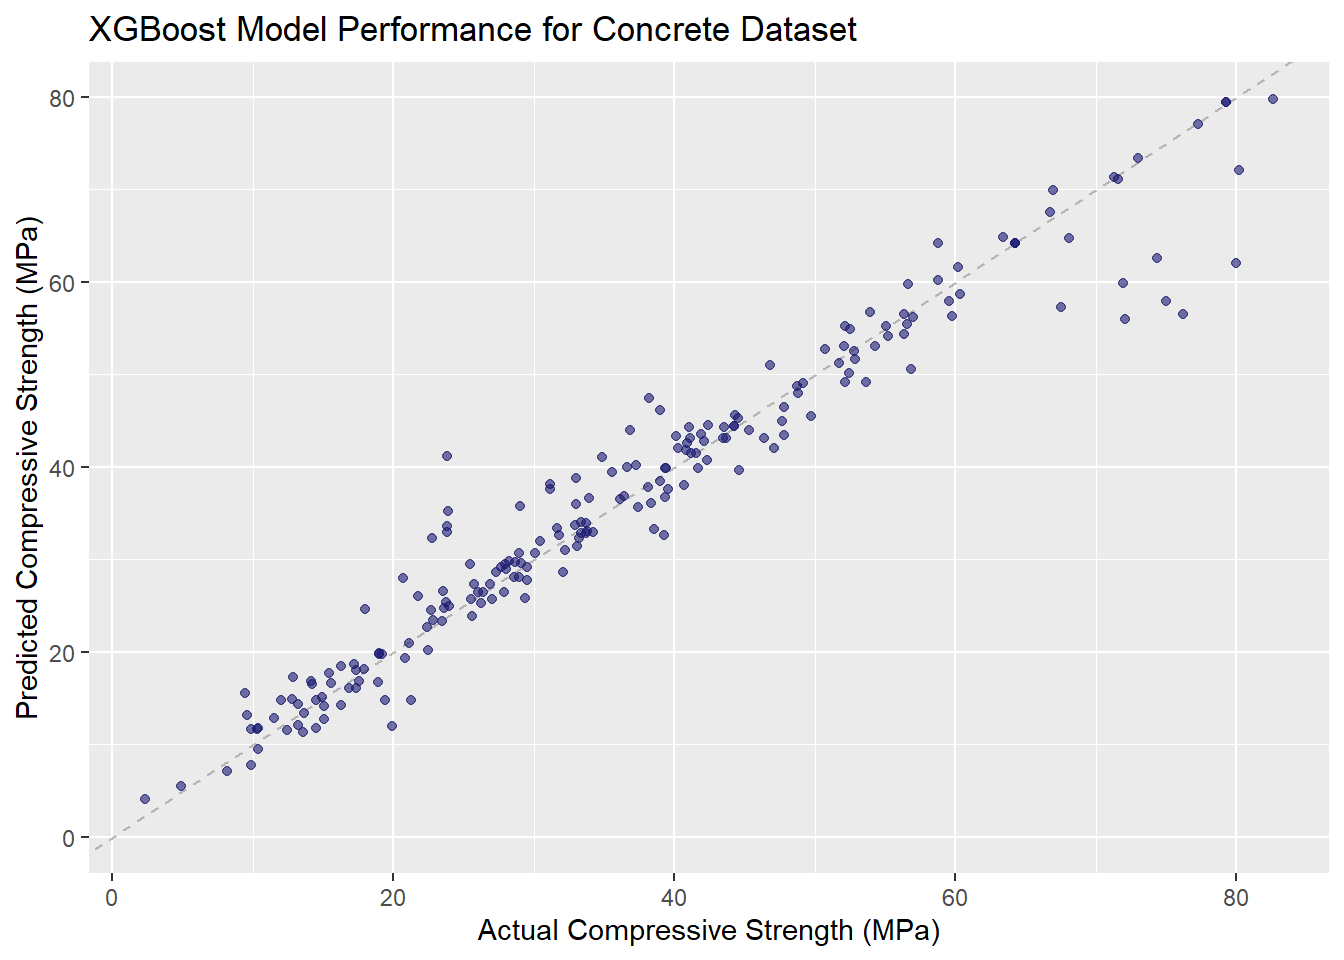 XGBoost Model Performance for Concrete Dataset
Predicted Compressive Strength (MPa)
80
60
40
20
0
0 20 40 60 80
Actual Compressive Strength (MPa)